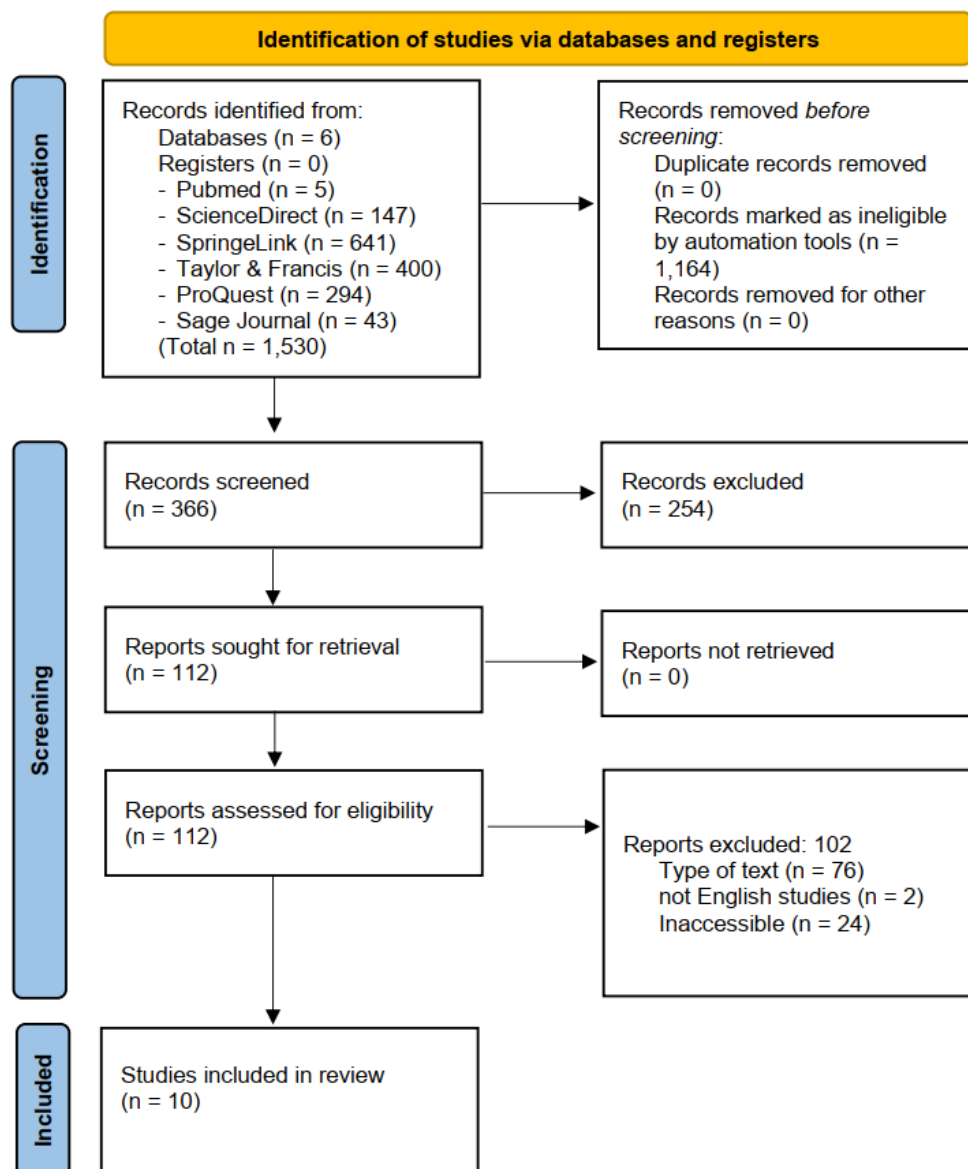 Identification of studies via databases and registers
Identification
Records identified from:
Databases (n = 6)
Registers (n = 0)
- Pubmed (n = 5)
- ScienceDirect (n = 147)
- SpringeLink (n = 641)
- Taylor & Francis (n = 400)
- ProQuest (n = 294)
- Sage Journal (n = 43)
(Total n = 1,530)
Records removed before
screening:
Duplicate records removed
(n = 0)
Records marked as ineligible
by automation tools (n =
1,164)
Records removed for other
reasons (n = 0)
Screening
Records screened
(n = 366)
Records excluded
(n = 254)
Reports sought for retrieval
(n = 112)
Reports not retrieved
(n = 0)
Reports assessed for eligibility
(n = 112)
Reports excluded: 102
Type of text (n = 76)
not English studies (n = 2)
Inaccessible (n = 24)
Included
Studies included in review
(n = 10)